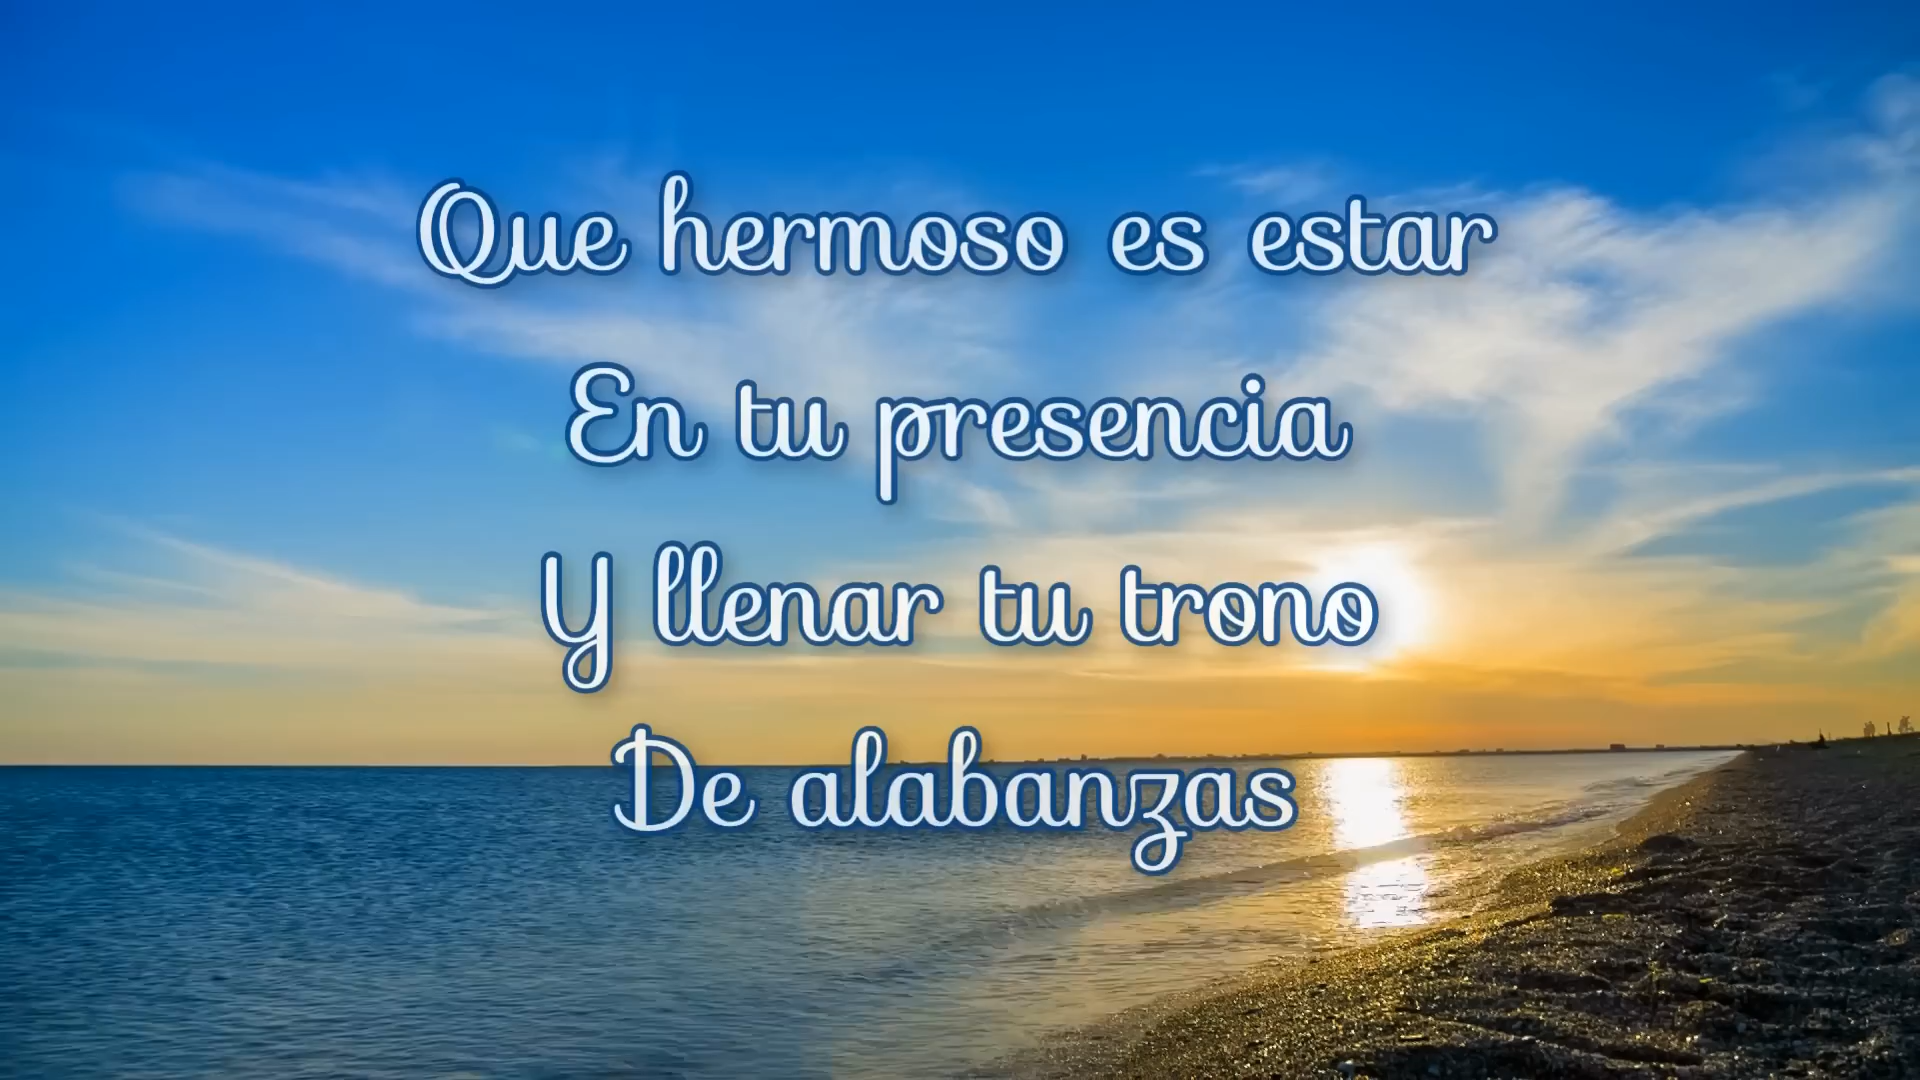 Que hermoso es estar
En tu presencia
Y llenar tu trono
De alabanzas